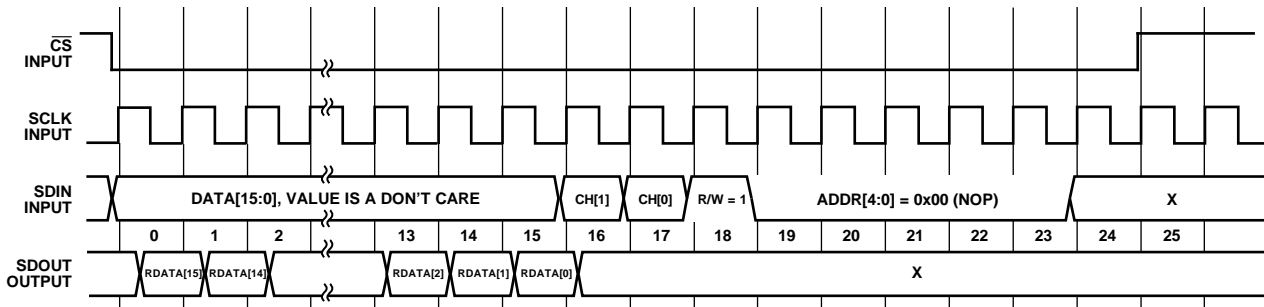 CS
INPUT
SCLK
INPUT
SDIN
INPUT
DATA[15:0], VALUE IS A DON'T CARE
CH[1]
CH[0]
R/W = 1
ADDR[4:0] = 0x00 (NOP)
X
0 1 2 13 14 15 16 17 18 19 20 21 22 23 24 25
SDOUT
OUTPUT
RDATA[15]
RDATA[14]
RDATA[2]
RDATA[1]
RDATA[0]
X